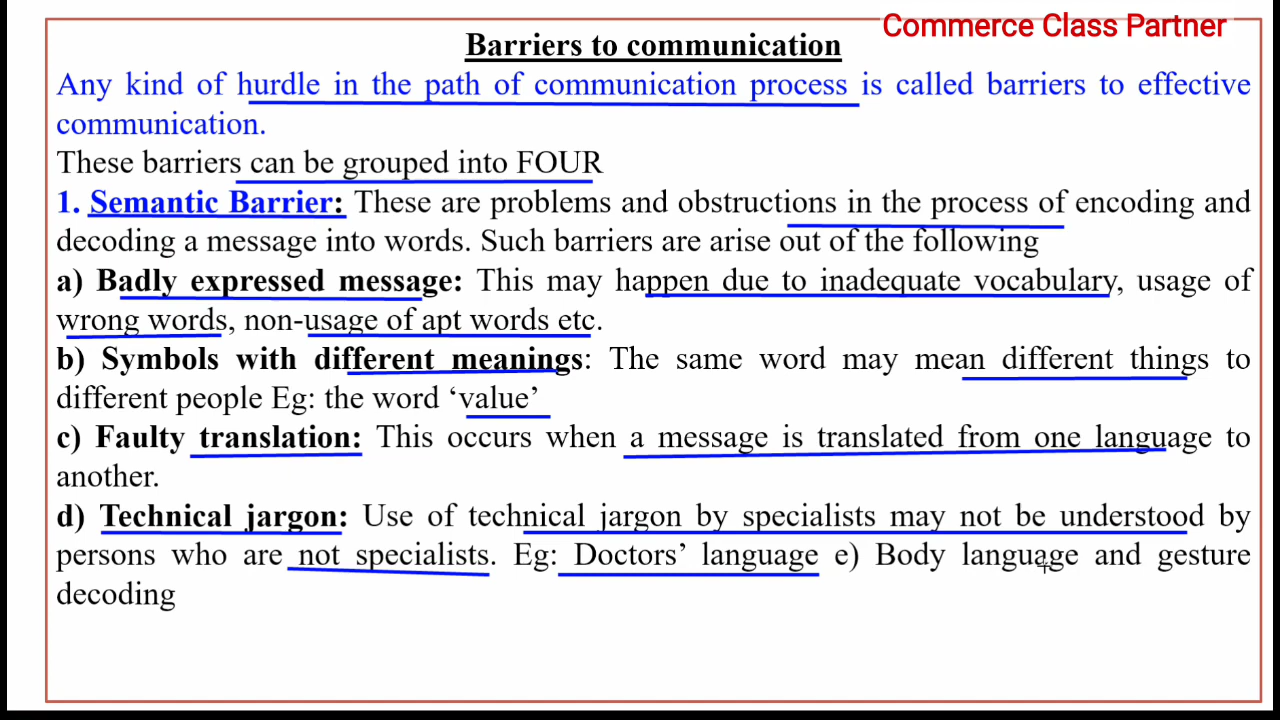 Commerce Class Partner
Barriers to communication
Any kind of hurdle in the path of communication process is called barriers to effective
communication.
These barriers can be grouped into FOUR
1. Semantic Barrier: These are problems and obstructions in the process of encoding and
decoding a message into words. Such barriers are arise out of the following
a) Badly expressed message: This may happen due to inadequate vocabulary, usage of
wrong words, non-usage of apt words etc.
b) Symbols with different meanings: The same word may mean different things to
different people Eg: the word ‘value’
c) Faulty translation: This occurs when a message is translated from one language to
another.
d) Technical jargon: Use of technical jargon by specialists may not be understood by
persons who are not specialists. Eg: Doctors’ language e) Body language and gesture
decoding